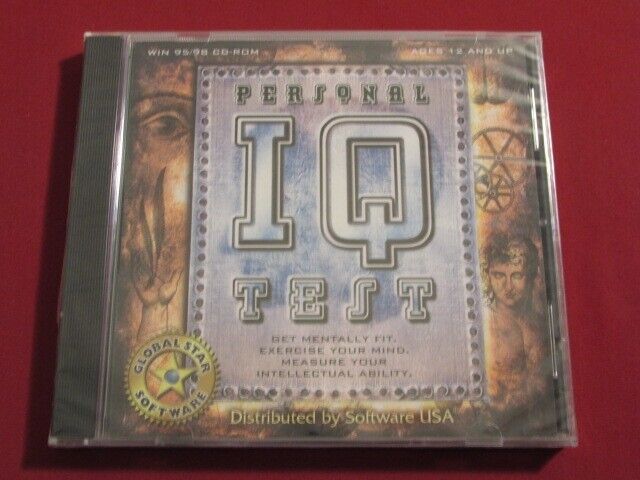 WIN 95/98 CD-ROM
AGES 12 AND UP
PERSONAL
IQ
TEST
GET MENTALLY FIT.
EXERCISE YOUR MIND.
MEASURE YOUR
INTELLECTUAL ABILITY.
GLOBAL STAR
SOFTWARE
Distributed by Software USA